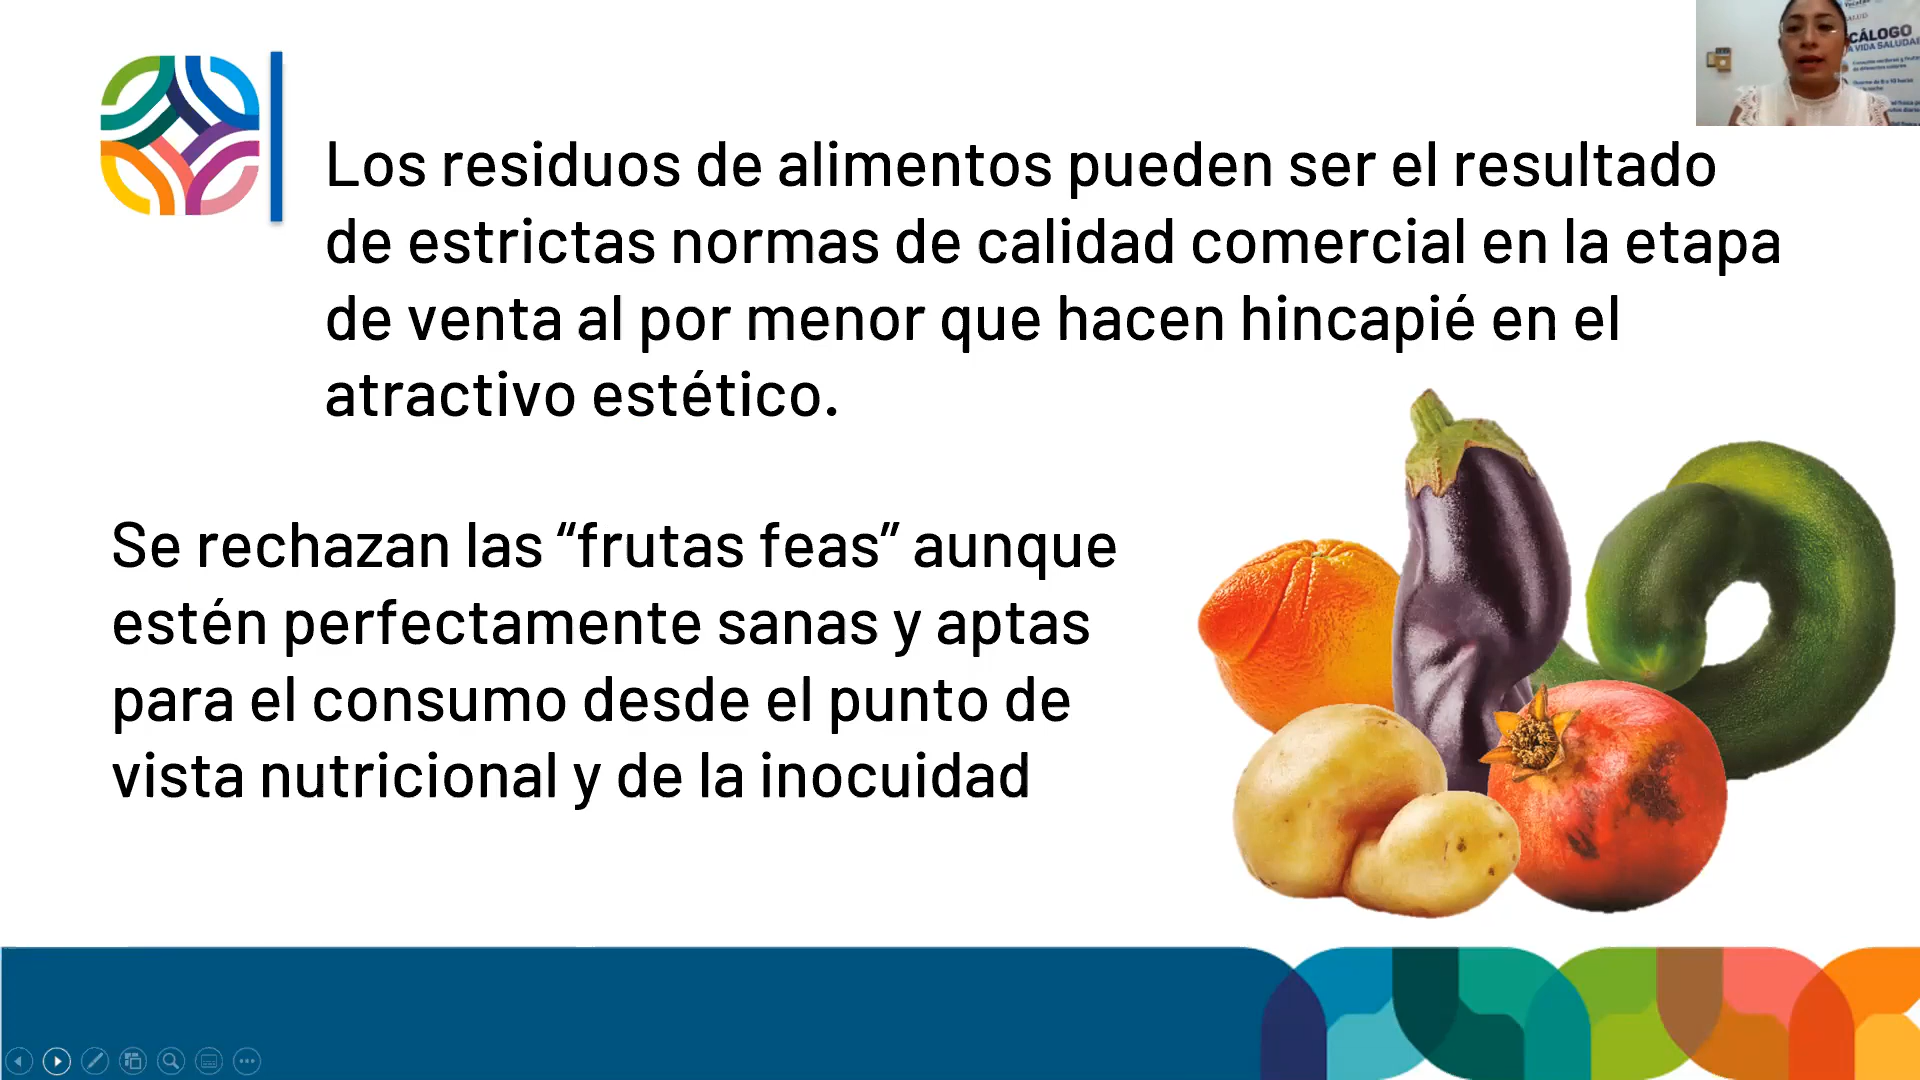 Los residuos de alimentos pueden ser el resultado
de estrictas normas de calidad comercial en la etapa
de venta al por menor que hacen hincapié en el
atractivo estético.
Se rechazan las “frutas feas” aunque
estén perfectamente sanas y aptas
para el consumo desde el punto de
vista nutricional y de la inocuidad
SALUD
CÁLOGO
A VIDA SALUDA